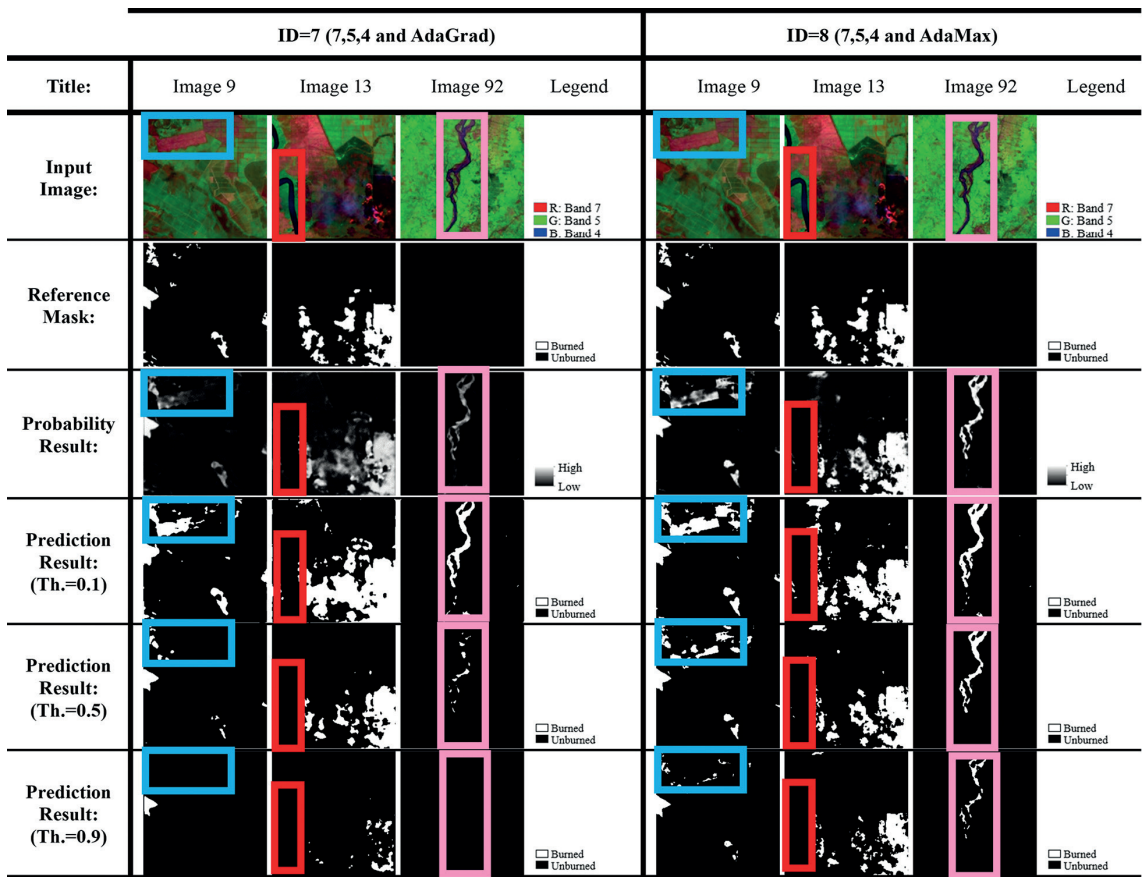 ID=7 (7,5,4 and AdaGrad)
ID=8 (7,5,4 and AdaMax)
Title:
Image 9
Image 13
Image 92
Legend
Image 9
Image 13
Image 92
Legend
Input
Image:
R: Band 7
G: Band 5
B. Band 4
R: Band 7
G: Band 5
B. Band 4
Reference
Mask:
Burned
Unburned
Burned
Unburned
Probability
Result:
High
Low
High
Low
Prediction
Result:
(Th.=0.1)
Burned
Unburned
Burned
Unburned
Prediction
Result:
(Th.=0.5)
Burned
Unburned
Burned
Unburned
Prediction
Result:
(Th.=0.9)
Burned
Unburned
Burned
Unburned